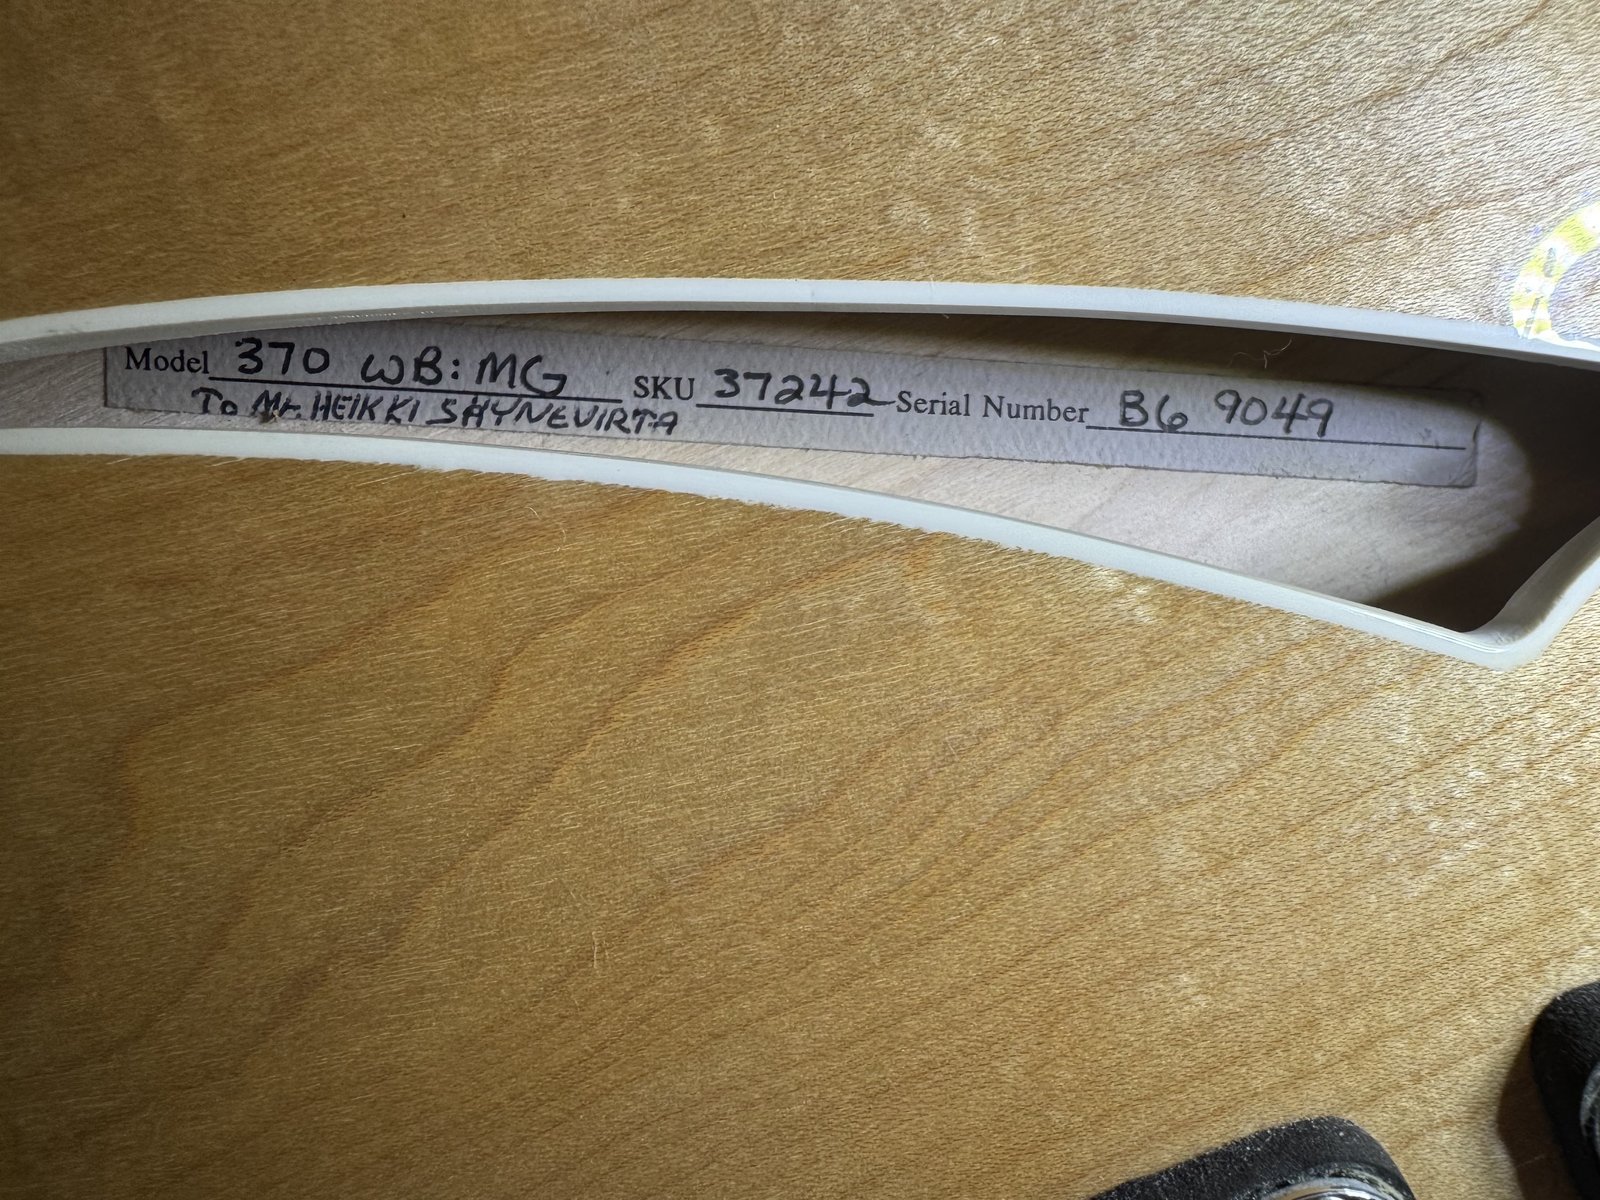 Model 370 WB: MG SKU 37242 Serial Number B6 9049
To Mr. HEIKKI SAYNEVIRTA